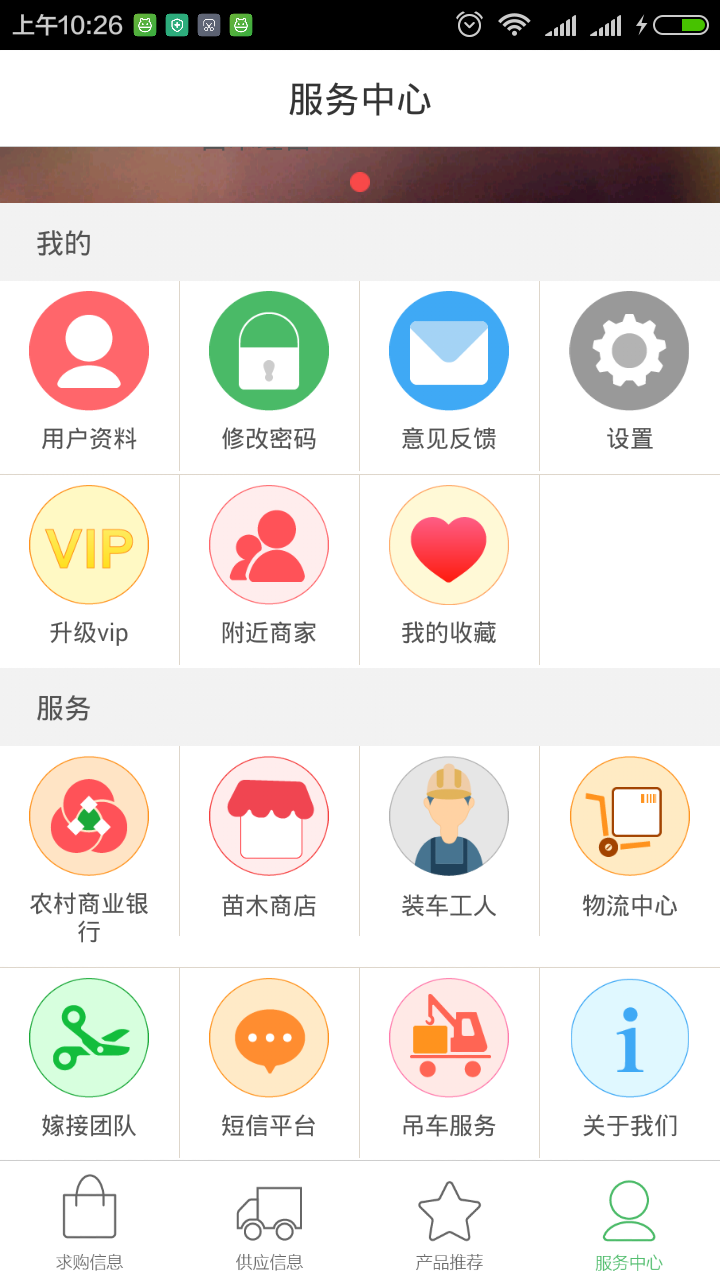 上午10:26
服务中心
我的
用户资料
修改密码
意见反馈
设置
VIP
升级vip
附近商家
我的收藏
服务
农村商业银
行
苗木商店
装车工人
物流中心
嫁接团队
短信平台
吊车服务
关于我们
求购信息
供应信息
产品推荐
服务中心